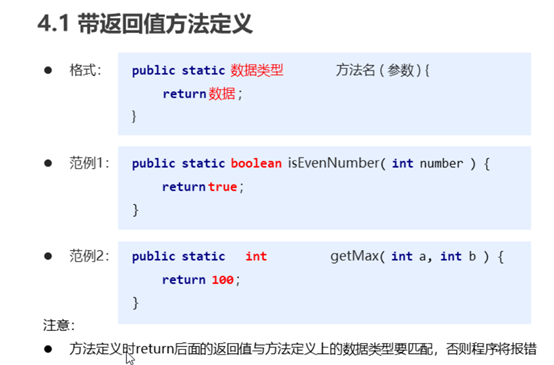 4.1 带返回值方法定义
● 格式： public static 数据类型 方法名 ( 参数 ) {
return 数据 ;
}
● 范例1： public static boolean isEvenNumber( int number ) {
return true ;
}
● 范例2： public static int getMax( int a, int b ) {
return 100 ;
}
注意：
● 方法定义时return后面的返回值与方法定义上的数据类型要匹配，否则程序将报错